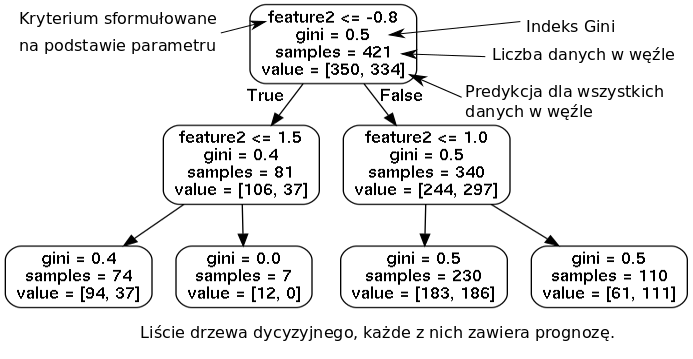 Kryterium sformułowane
na podstawie parametru
feature2 <= -0.8
gini = 0.5
samples = 421
value = [350, 334]
Indeks Gini
Liczba danych w węźle
Predykcja dla wszystkich
danych w węźle
True
False
feature2 <= 1.5
gini = 0.4
samples = 81
value = [106, 37]
feature2 <= 1.0
gini = 0.5
samples = 340
value = [244, 297]
gini = 0.4
samples = 74
value = [94, 37]
gini = 0.0
samples = 7
value = [12, 0]
gini = 0.5
samples = 230
value = [183, 186]
gini = 0.5
samples = 110
value = [61, 111]
Liście drzewa dycyzyjnego, każde z nich zawiera prognozę.